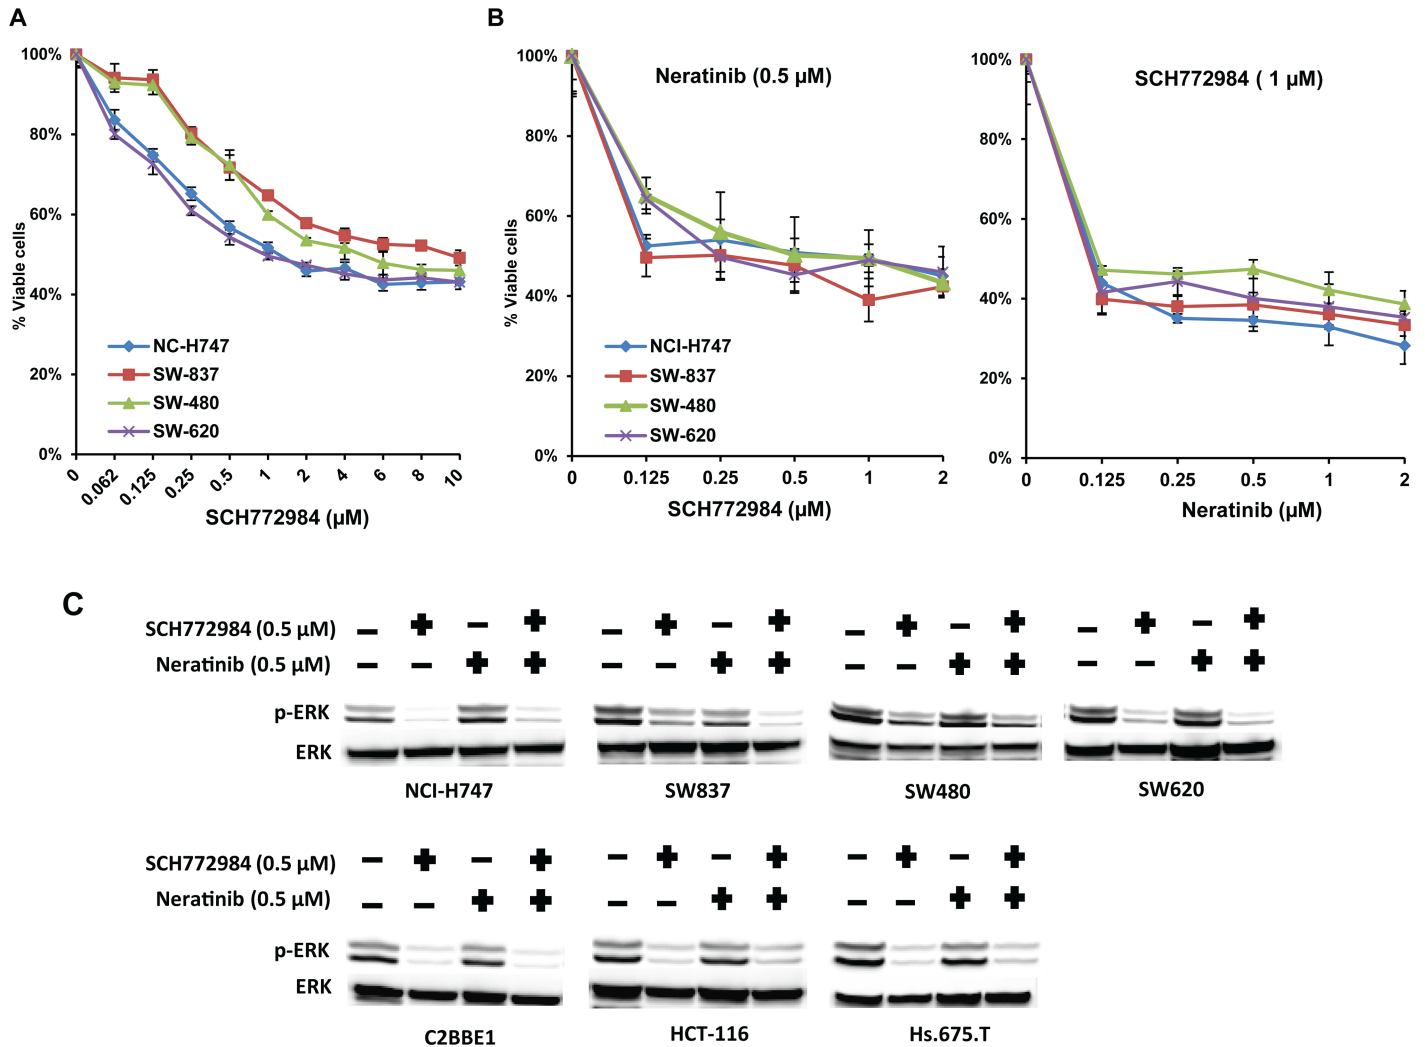 A
100%
80%
60%
40%
20%
0%
% Viable cells
NC-H747
SW-837
SW-480
SW-620
0 0.062 0.125 0.25 0.5 1 2 4 6 8 10
SCH772984 (µM)
B
Neratinib (0.5 µM)
100%
80%
60%
40%
20%
0%
% Viable cells
NCI-H747
SW-837
SW-480
SW-620
0 0.125 0.25 0.5 1 2
SCH772984 (µM)
SCH772984 ( 1 µM)
100%
80%
60%
40%
20%
0%
0 0.125 0.25 0.5 1 2
Neratinib (µM)
C
SCH772984 (0.5 µM) − + − + − + − + − + − + − + − +
Neratinib (0.5 µM) − − + + − − + + − − + + − − + +
p-ERK
ERK
NCI-H747 SW837 SW480 SW620
SCH772984 (0.5 µM) − + − + − + − + − + − +
Neratinib (0.5 µM) − − + + − − + + − − + +
p-ERK
ERK
C2BBE1 HCT-116 Hs.675.T